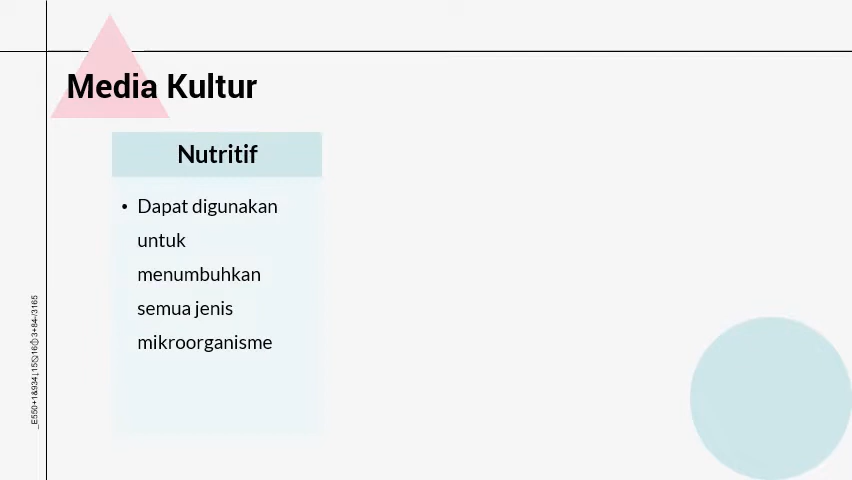 Media Kultur
Nutritif
• Dapat digunakan
untuk
menumbuhkan
semua jenis
mikroorganisme